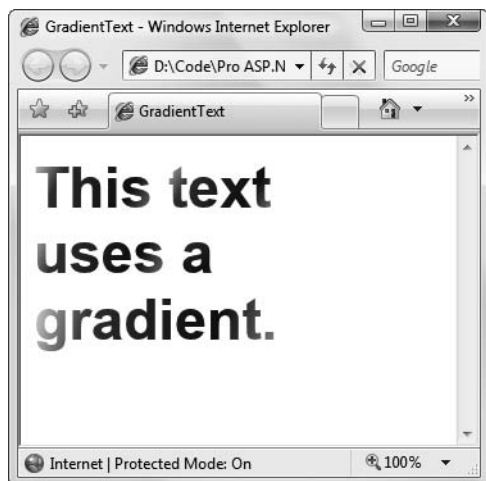 GradientText - Windows Internet Explorer
D:\Code\Pro ASP.N
Google
GradientText
This text
uses a
gradient.
Internet | Protected Mode: On
100%